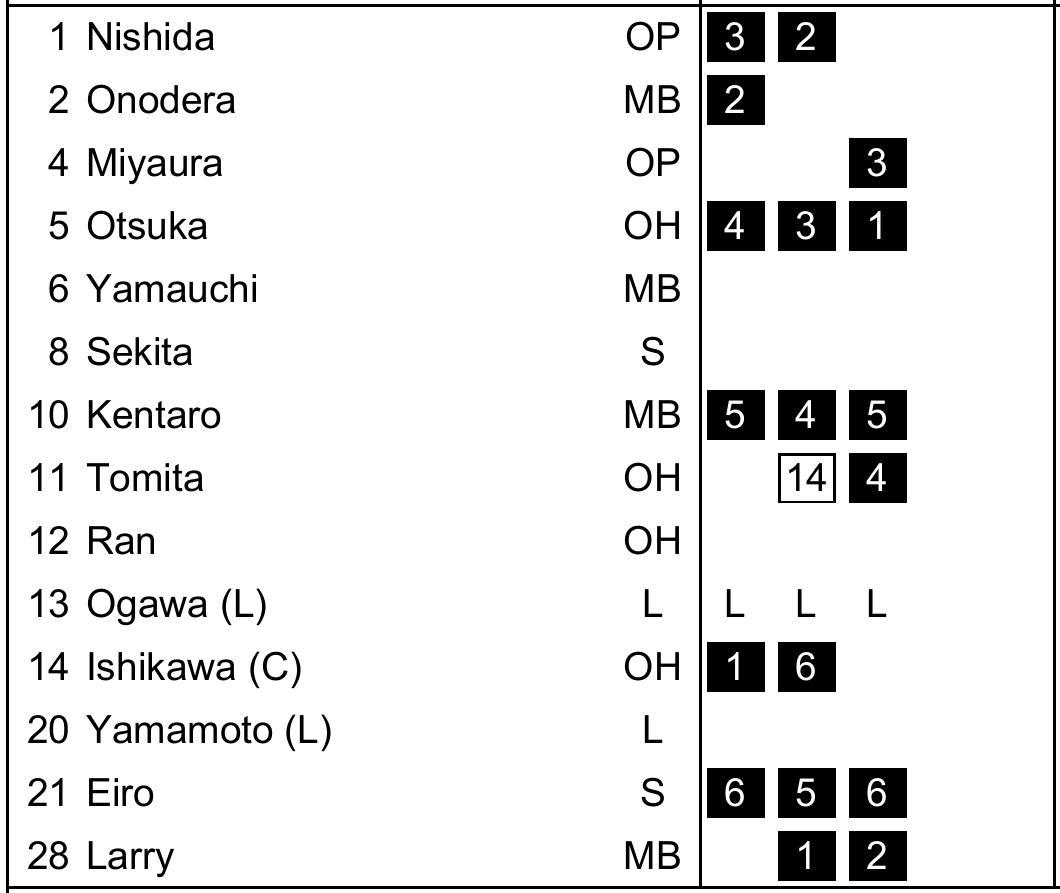 1 Nishida OP 3 2
2 Onodera MB 2
4 Miyaura OP 3
5 Otsuka OH 4 3 1
6 Yamauchi MB
8 Sekita S
10 Kentaro MB 5 4 5
11 Tomita OH 14 4
12 Ran OH
13 Ogawa (L) L L L L
14 Ishikawa (C) OH 1 6
20 Yamamoto (L) L
21 Eiro S 6 5 6
28 Larry MB 1 2